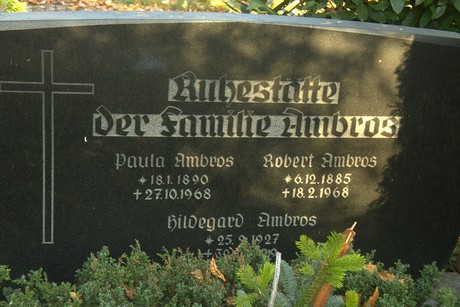 Ruhestätte
Der Familie Ambros
Paula Ambros Robert Ambros
* 18.1.1890 * 6.12.1885
+ 27.10.1968 + 18.2.1968
Hildegard Ambros
* 25. 1927